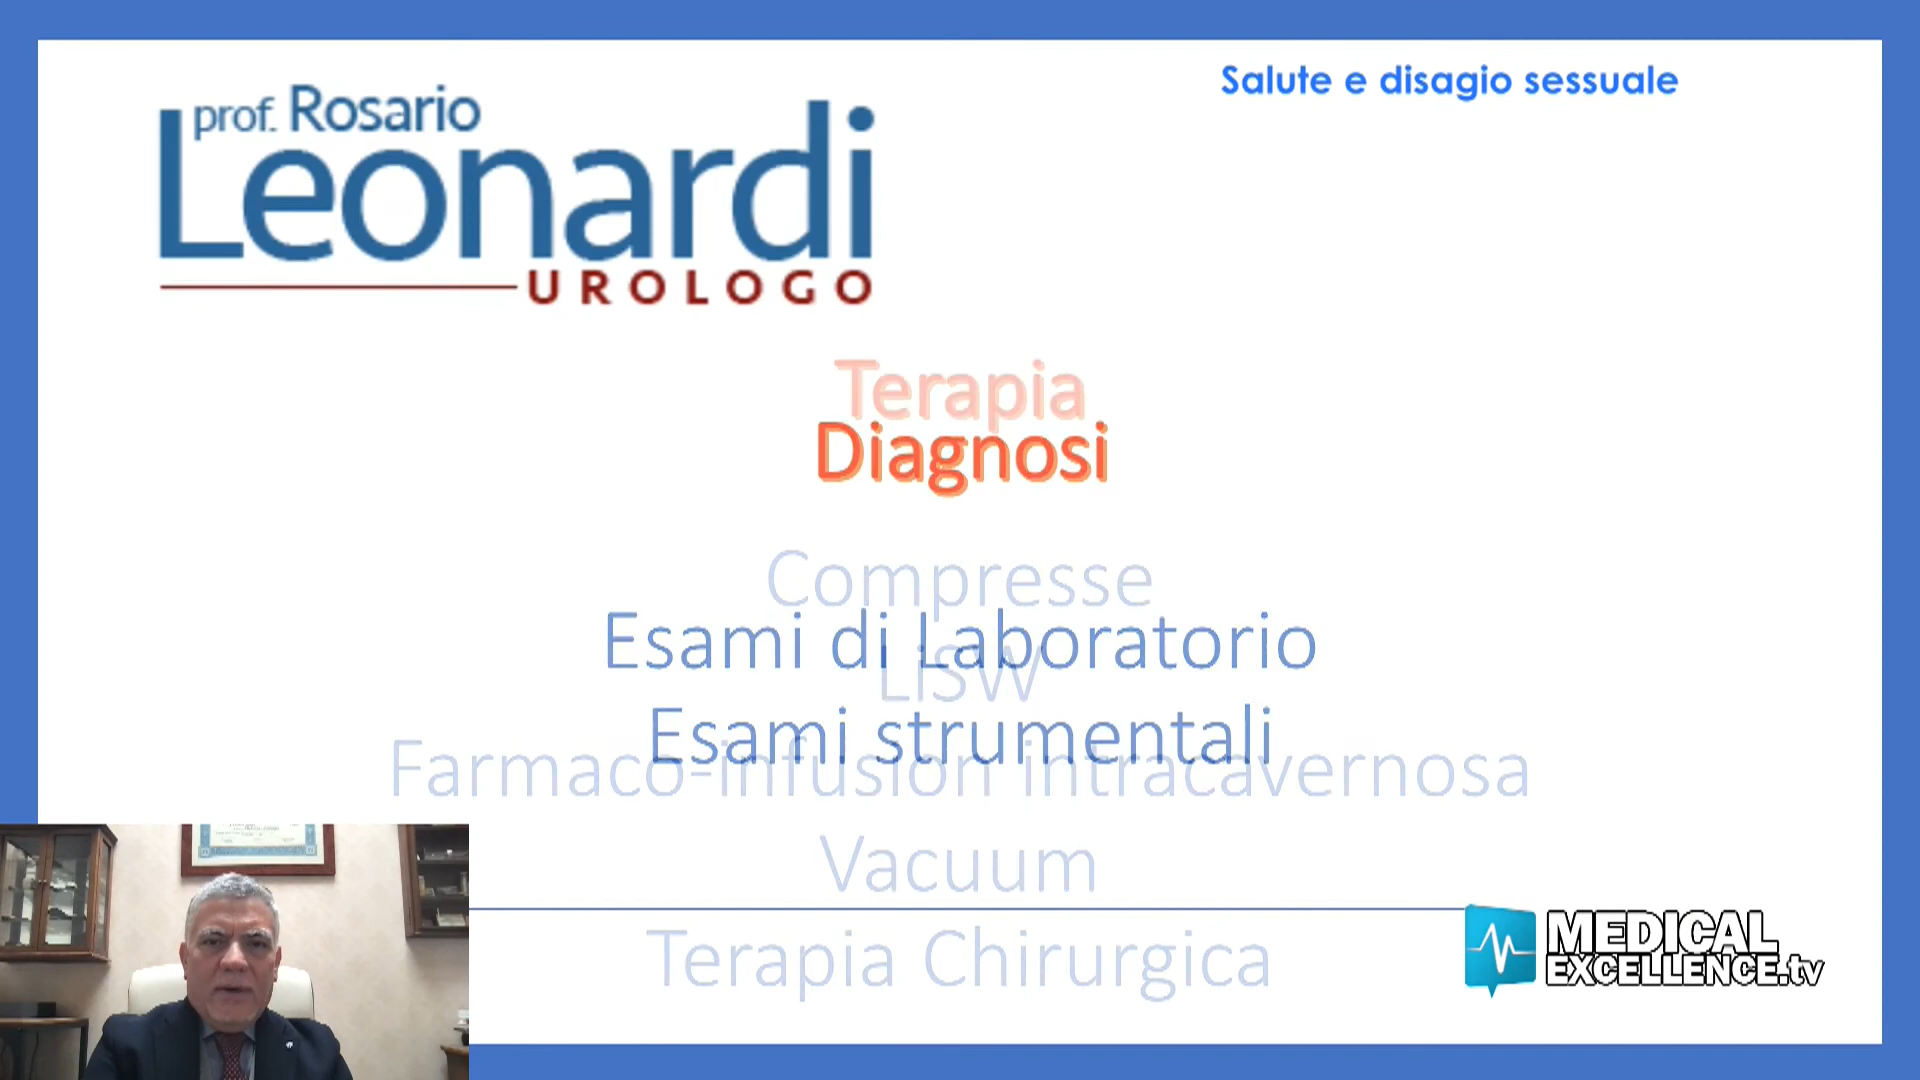 Salute e disagio sessuale
prof. Rosario
Leonardi
UROLOGO
Terapia
Diagnosi
Compresse
Esami di Laboratorio
LiSW
Esami strumentali
Farmaco-infusion intracavernosa
Vacuum
Terapia Chirurgica
MEDICAL
EXCELLENCE.tv